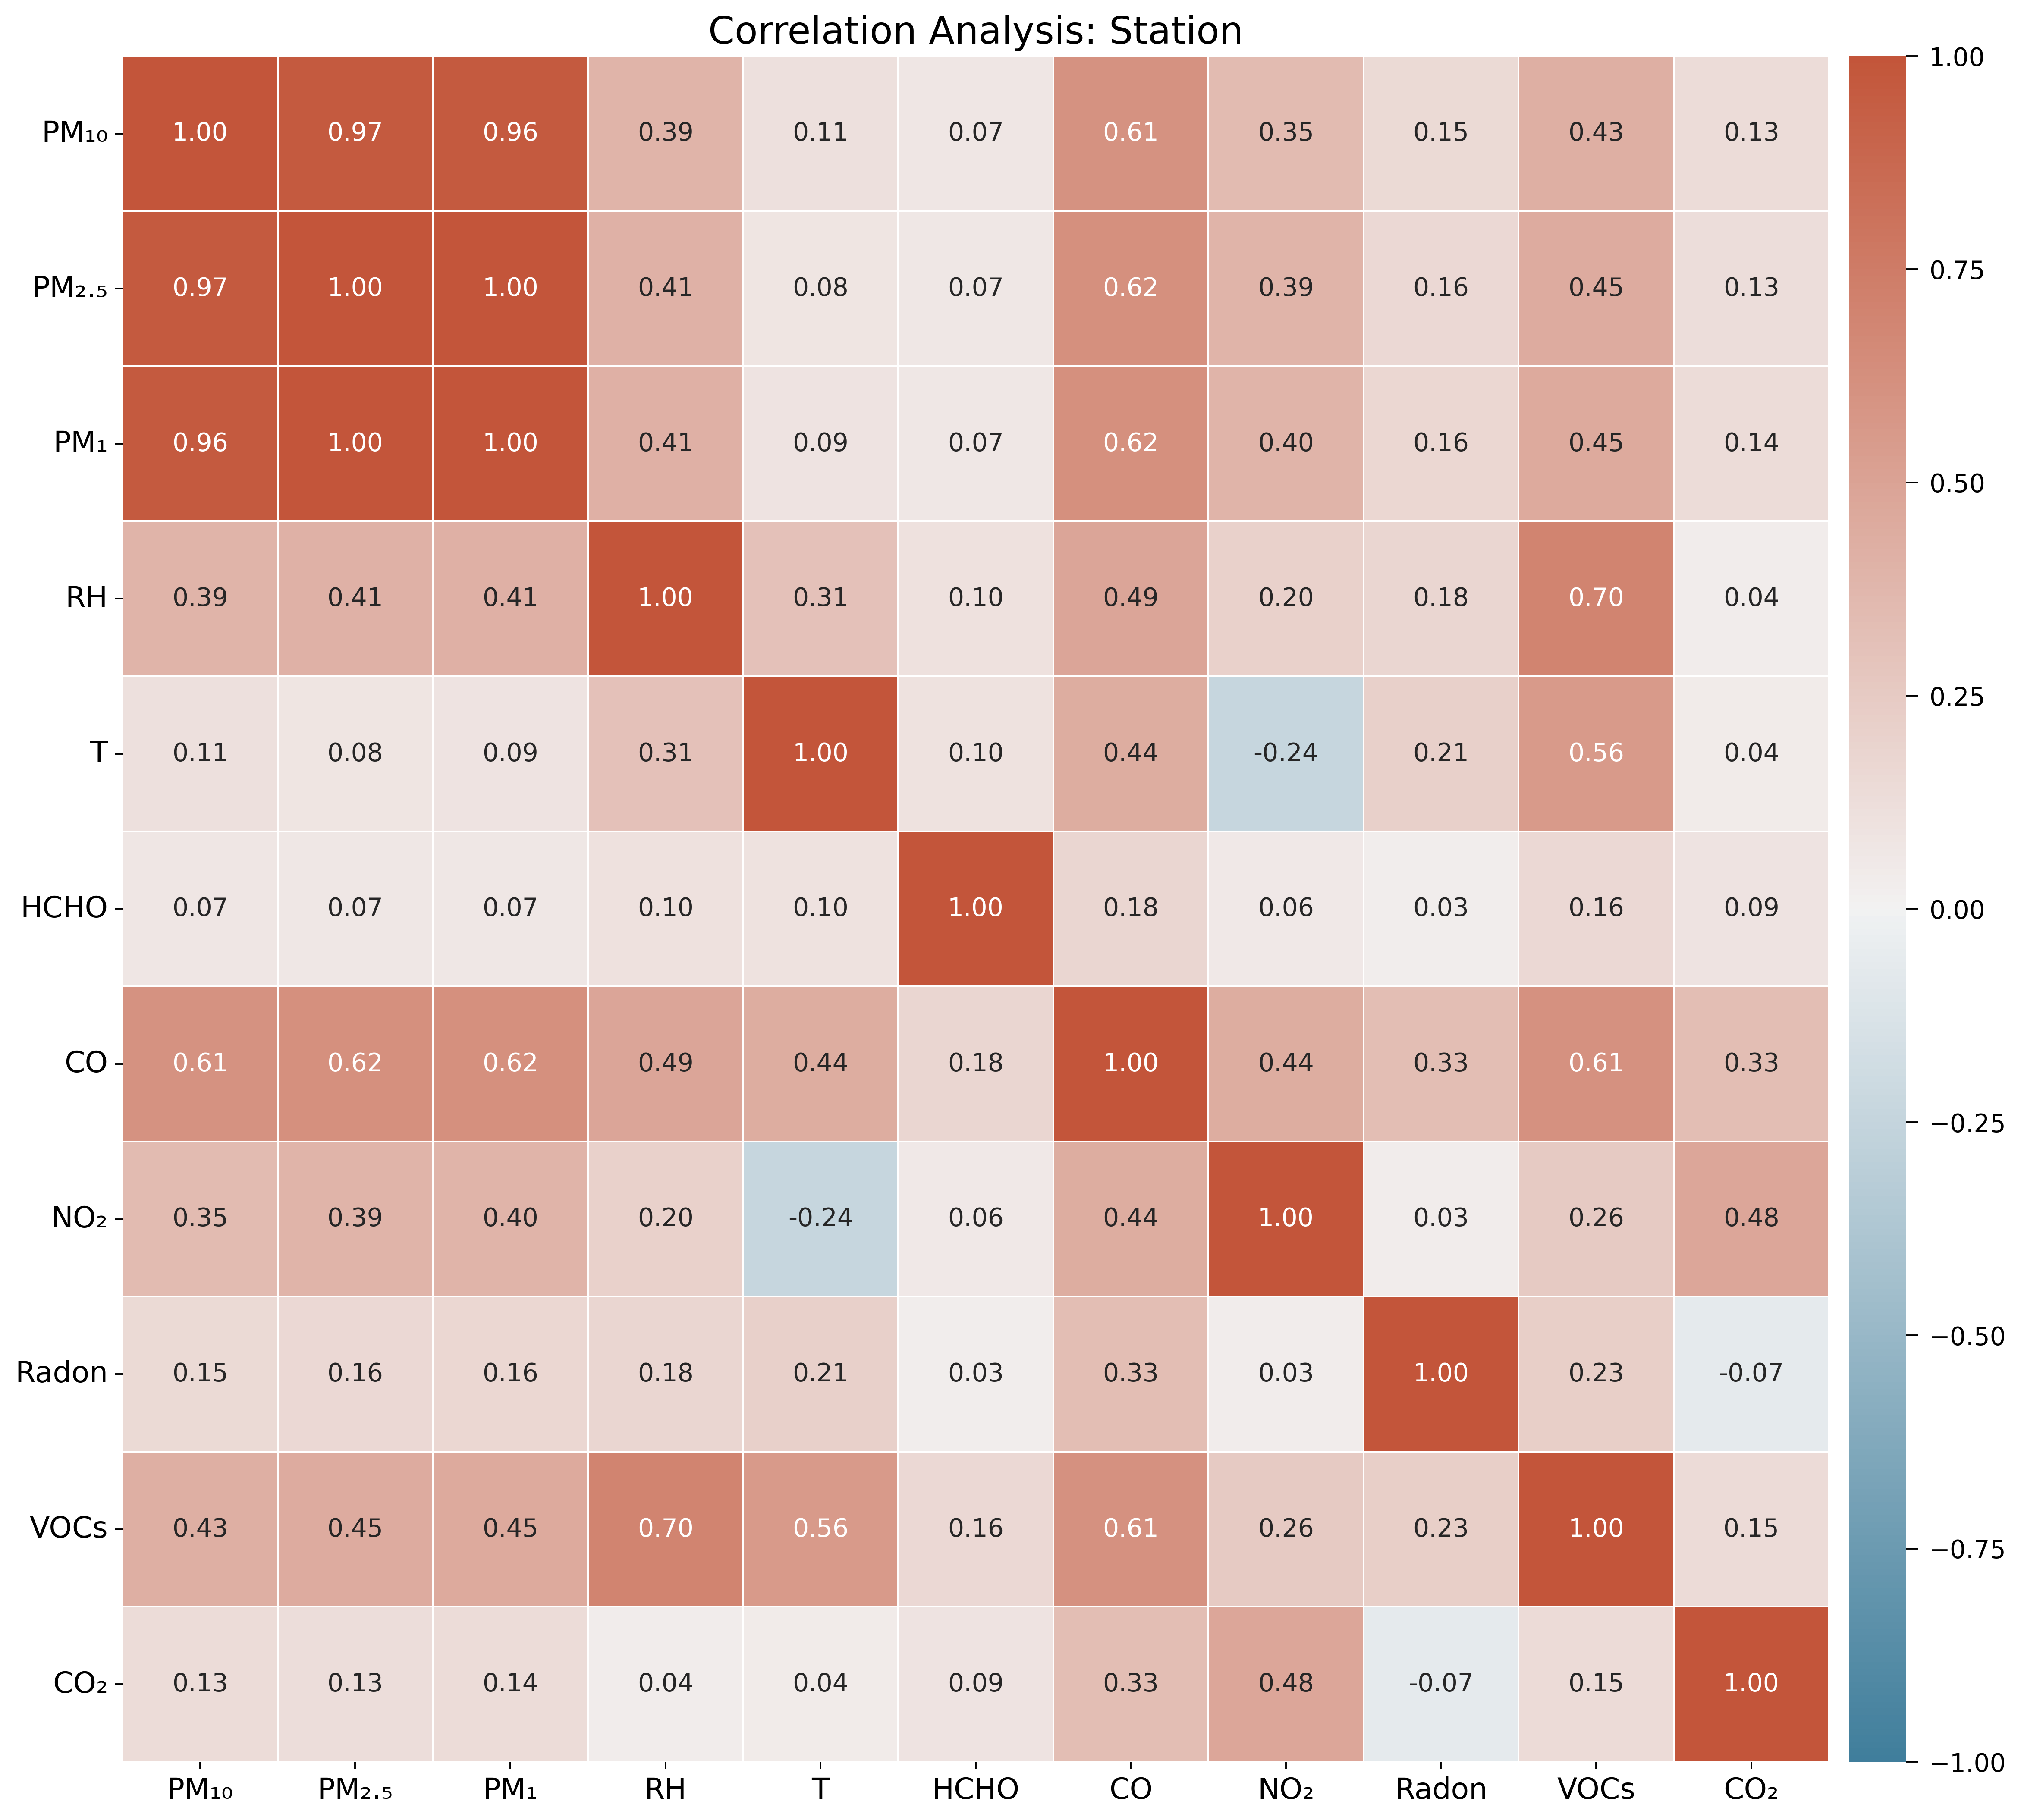 Correlation Analysis: Station
PM₁₀ 1.00 0.97 0.96 0.39 0.11 0.07 0.61 0.35 0.15 0.43 0.13
PM₂.₅ 0.97 1.00 1.00 0.41 0.08 0.07 0.62 0.39 0.16 0.45 0.13
PM₁ 0.96 1.00 1.00 0.41 0.09 0.07 0.62 0.40 0.16 0.45 0.14
RH 0.39 0.41 0.41 1.00 0.31 0.10 0.49 0.20 0.18 0.70 0.04
T 0.11 0.08 0.09 0.31 1.00 0.10 0.44 -0.24 0.21 0.56 0.04
HCHO 0.07 0.07 0.07 0.10 0.10 1.00 0.18 0.06 0.03 0.16 0.09
CO 0.61 0.62 0.62 0.49 0.44 0.18 1.00 0.44 0.33 0.61 0.33
NO₂ 0.35 0.39 0.40 0.20 -0.24 0.06 0.44 1.00 0.03 0.26 0.48
Radon 0.15 0.16 0.16 0.18 0.21 0.03 0.33 0.03 1.00 0.23 -0.07
VOCs 0.43 0.45 0.45 0.70 0.56 0.16 0.61 0.26 0.23 1.00 0.15
CO₂ 0.13 0.13 0.14 0.04 0.04 0.09 0.33 0.48 -0.07 0.15 1.00
PM₁₀ PM₂.₅ PM₁ RH T HCHO CO NO₂ Radon VOCs CO₂
1.00
0.75
0.50
0.25
0.00
−0.25
−0.50
−0.75
−1.00